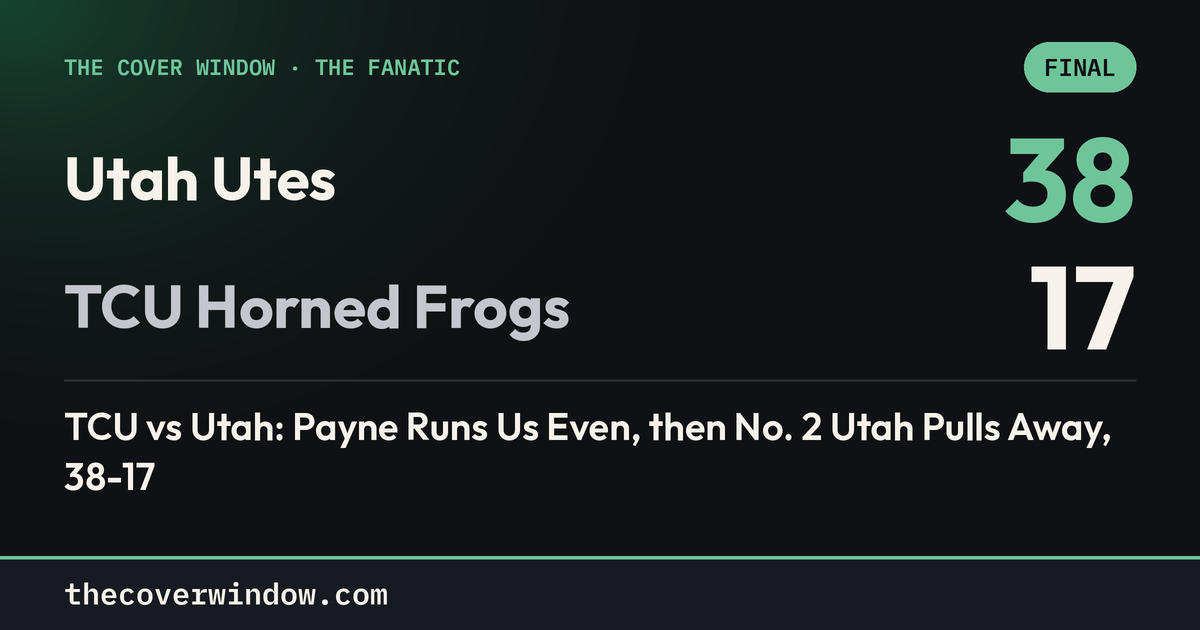 THE COVER WINDOW · THE FANATIC
FINAL
Utah Utes
38
TCU Horned Frogs
17
TCU vs Utah: Payne Runs Us Even, then No. 2 Utah Pulls Away,
38-17
thecoverwindow.com